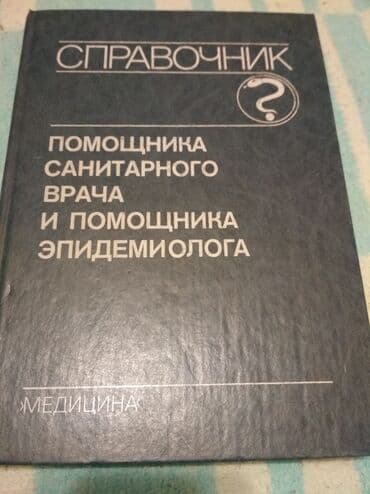 СПРАВОЧНИК
ПОМОЩНИКА
САНИТАРНОГО
ВРАЧА
И ПОМОЩНИКА
ЭПИДЕМИОЛОГА
›МЕДИЦИНА‹